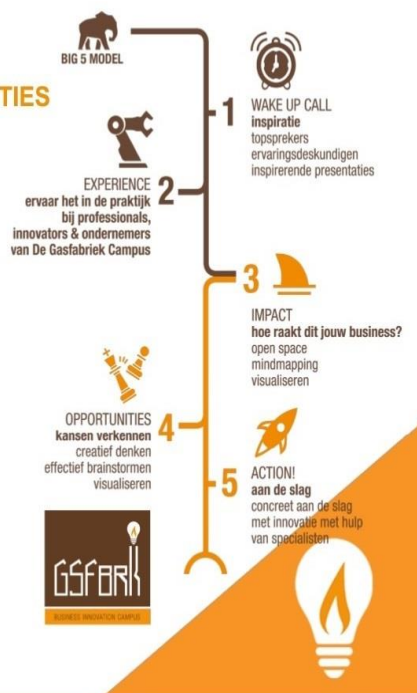 BIG 5 MODEL
TIES
1
WAKE UP CALL
inspiratie
topsprekers
ervaringsdeskundigen
inspirerende presentaties
EXPERIENCE
2
ervaar het in de praktijk
bij professionals,
innovators & ondernemers
van De Gasfabriek Campus
3
IMPACT
hoe raakt dit jouw business?
open space
mindmapping
visualiseren
OPPORTUNITIES
4
kansen verkennen
creatief denken
effectief brainstormen
visualiseren
5
ACTION!
aan de slag
concreet aan de slag
met innovatie met hulp
van specialisten
GSFBRK
BUSINESS INNOVATION CAMPUS